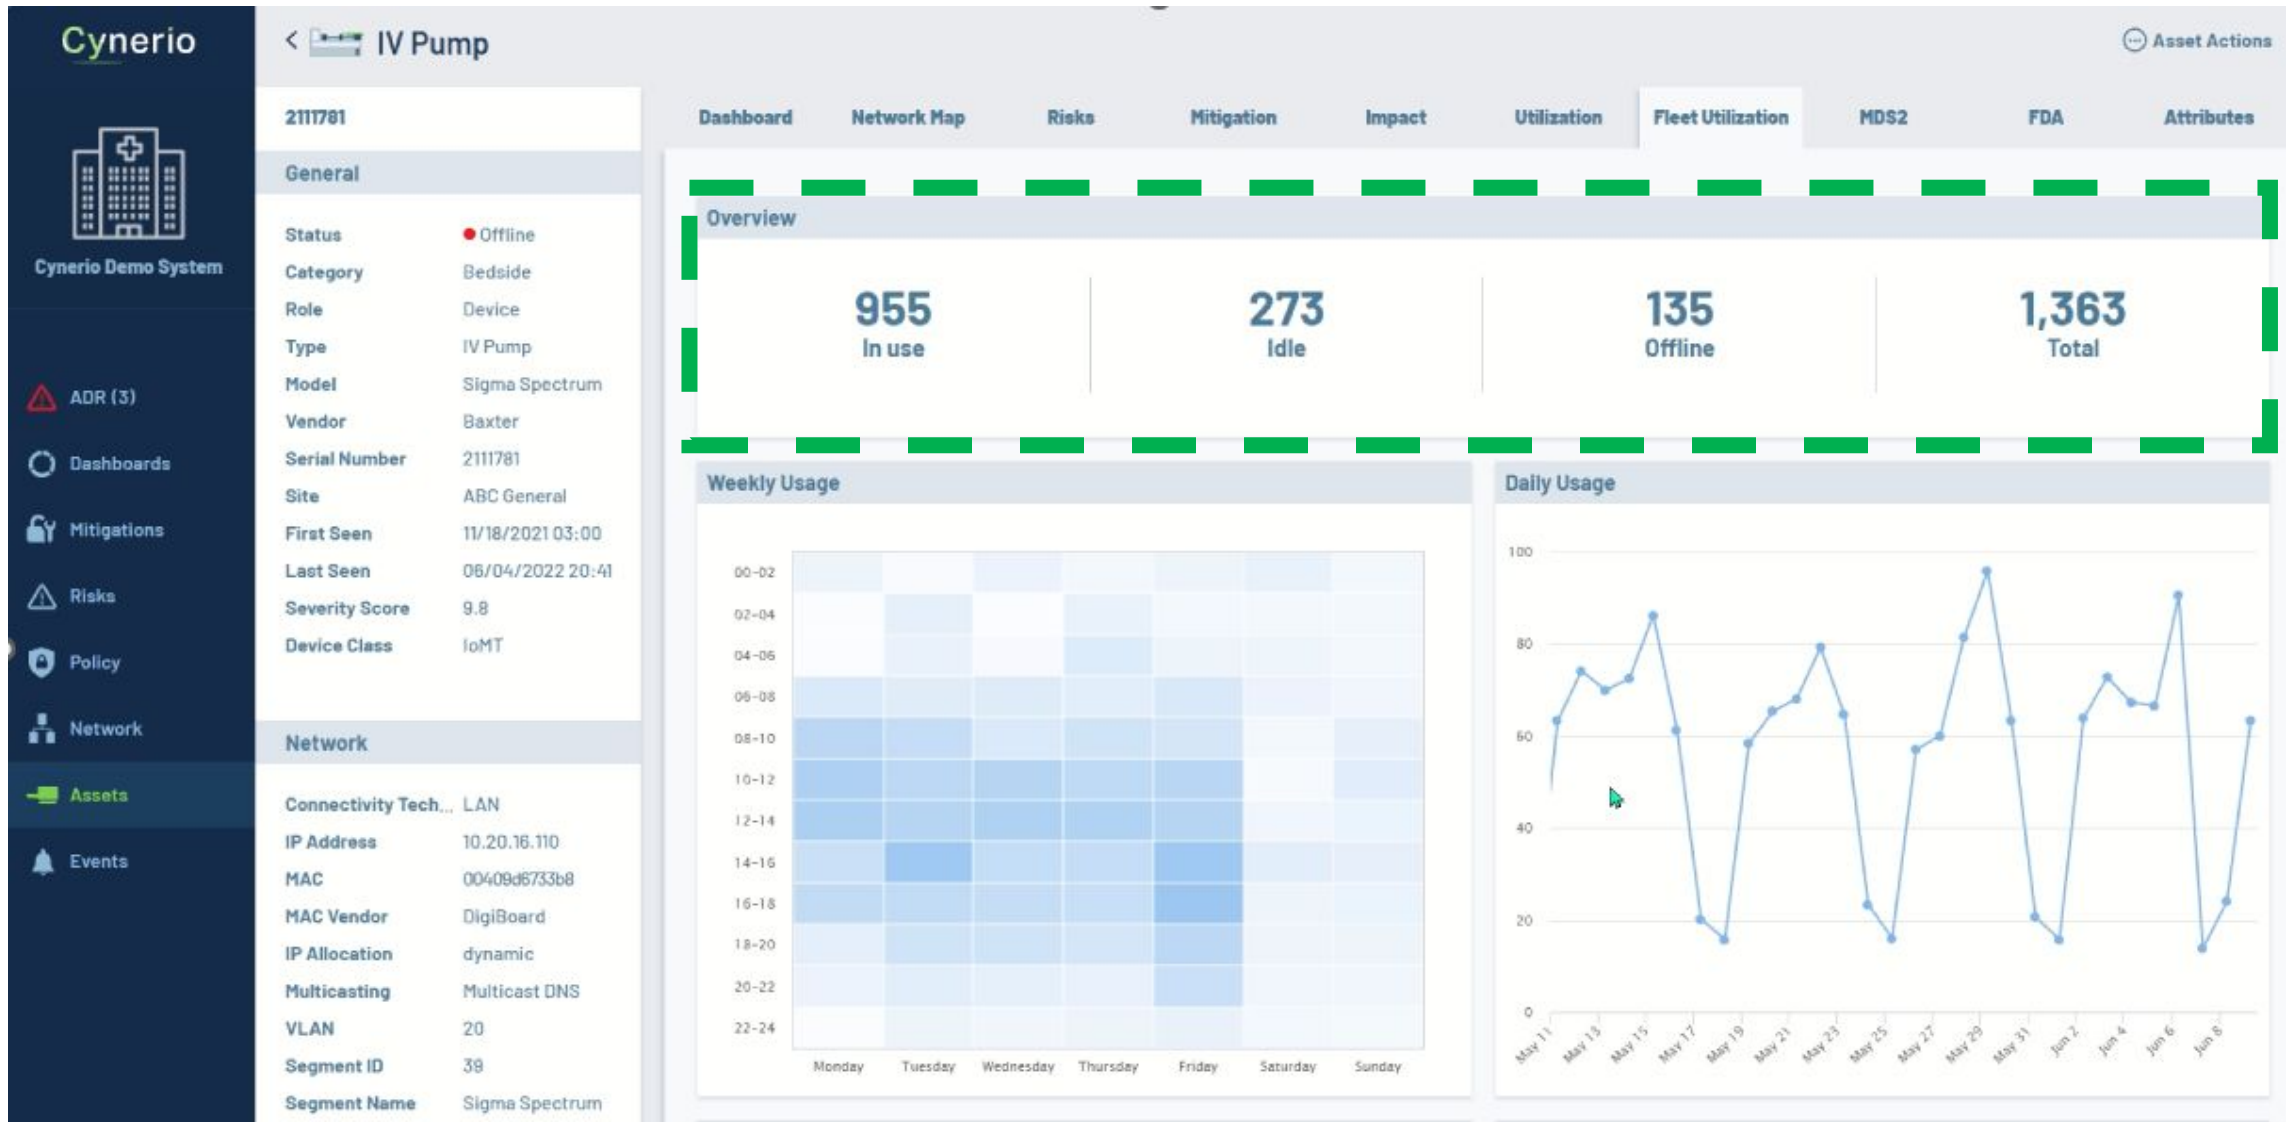 Cynerio
IV Pump
Asset Actions
Cynerio Demo System
ADR (3)
Dashboards
Mitigations
Risks
Policy
Network
Assets
Events
2111781
General
Status Offline
Category Bedside
Role Device
Type IV Pump
Model Sigma Spectrum
Vendor Baxter
Serial Number 2111781
Site ABC General
First Seen 11/18/2021 03:00
Last Seen 06/04/2022 20:41
Severity Score 9.8
Device Class IoMT
Network
Connectivity Tech... LAN
IP Address 10.20.16.110
MAC 00409d6733b8
MAC Vendor DigiBoard
IP Allocation dynamic
Multicasting Multicast DNS
VLAN 20
Segment ID 39
Segment Name Sigma Spectrum
Dashboard Network Map Risks Mitigation Impact Utilization Fleet Utilization MDS2 FDA Attributes
Overview
955 273 135 1,363
In use Idle Offline Total
Weekly Usage
00-02
02-04
04-06
06-08
08-10
10-12
12-14
14-16
16-18
18-20
20-22
22-24
Monday Tuesday Wednesday Thursday Friday Saturday Sunday
Daily Usage
100
80
60
40
20
0
May 11 May 13 May 15 May 17 May 19 May 21 May 23 May 25 May 27 May 29 May 31 Jun 2 Jun 4 Jun 6 Jun 8